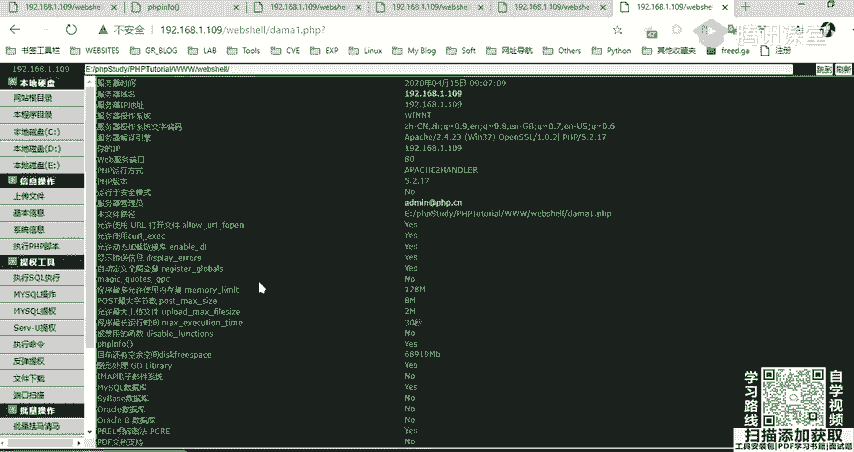 192.168.1.109 phpinfo() 192.168.1.109/webshell/ 192.168.1.109/webshell/ 192.168.1.109/webshell/ 192.168.1.109/webshell/
不安全 192.168.1.109/webshell/dama1.php?
腾讯课堂
书签工具栏 WEBSITES GR_BLOG LAB Tools CVE EXP Linux My Blog Soft 网址导航 Others Python 其他收藏夹 freed.ga 注册
192.168.1.109 E:/phpStudy/PHPTutorial/WWW/webshell/ 跳转 刷新
本地硬盘
网站根目录
本程序目录
本地磁盘(C:)
本地磁盘(D:)
本地磁盘(E:)
信息操作
上传文件
基本信息
系统信息
执行PHP脚本
提权工具
执行SQL执行
MYSQL操作
MYSQL提权
Serv-U提权
执行命令
反弹提权
文件下载
端口扫描
批量操作
批量挂马清马
服务器时间 2020年04月15日 09:07:09
服务器域名 192.168.1.109
服务器IP地址 192.168.1.109
服务器操作系统 WINNT
服务器操作系统文字编码 zh-CN,zh;q=0.9,en;q=0.8,en-GB;q=0.7,en-US;q=0.6
服务器解译引擎 Apache/2.4.23 (Win32) OpenSSL/1.0.2j PHP/5.2.17
你的IP 192.168.1.109
Web服务端口 80
PHP运行方式 APACHE2HANDLER
PHP版本 5.2.17
运行于安全模式 No
服务器管理员 admin@php.cn
本文件路径 E:/phpStudy/PHPTutorial/WWW/webshell/dama1.php
允许使用 URL 打开文件 allow_url_fopen Yes
允许使用curl_exec Yes
允许动态加载链接库 enable_dl Yes
显示错误信息 display_errors Yes
自动定义全局变量 register_globals Yes
magic_quotes_gpc No
程序最多允许使用内存量 memory_limit 128M
POST最大字节数 post_max_size 8M
允许最大上传文件 upload_max_filesize 2M
程序最长运行时间 max_execution_time 30秒
被禁用的函数 disable_functions No
phpinfo() Yes
目前还有空余空间diskfreespace 68919Mb
图形处理 GD Library Yes
IMAP电子邮件系统 No
MySQL数据库 Yes
SyBase数据库 No
Oracle数据库 No
Oracle 8 数据库 No
PREL相容语法 PCRE Yes
PDF文档支持 No
学习路线
自学视频
扫描添加获取
工具安装包|PDF学习书籍|面试题